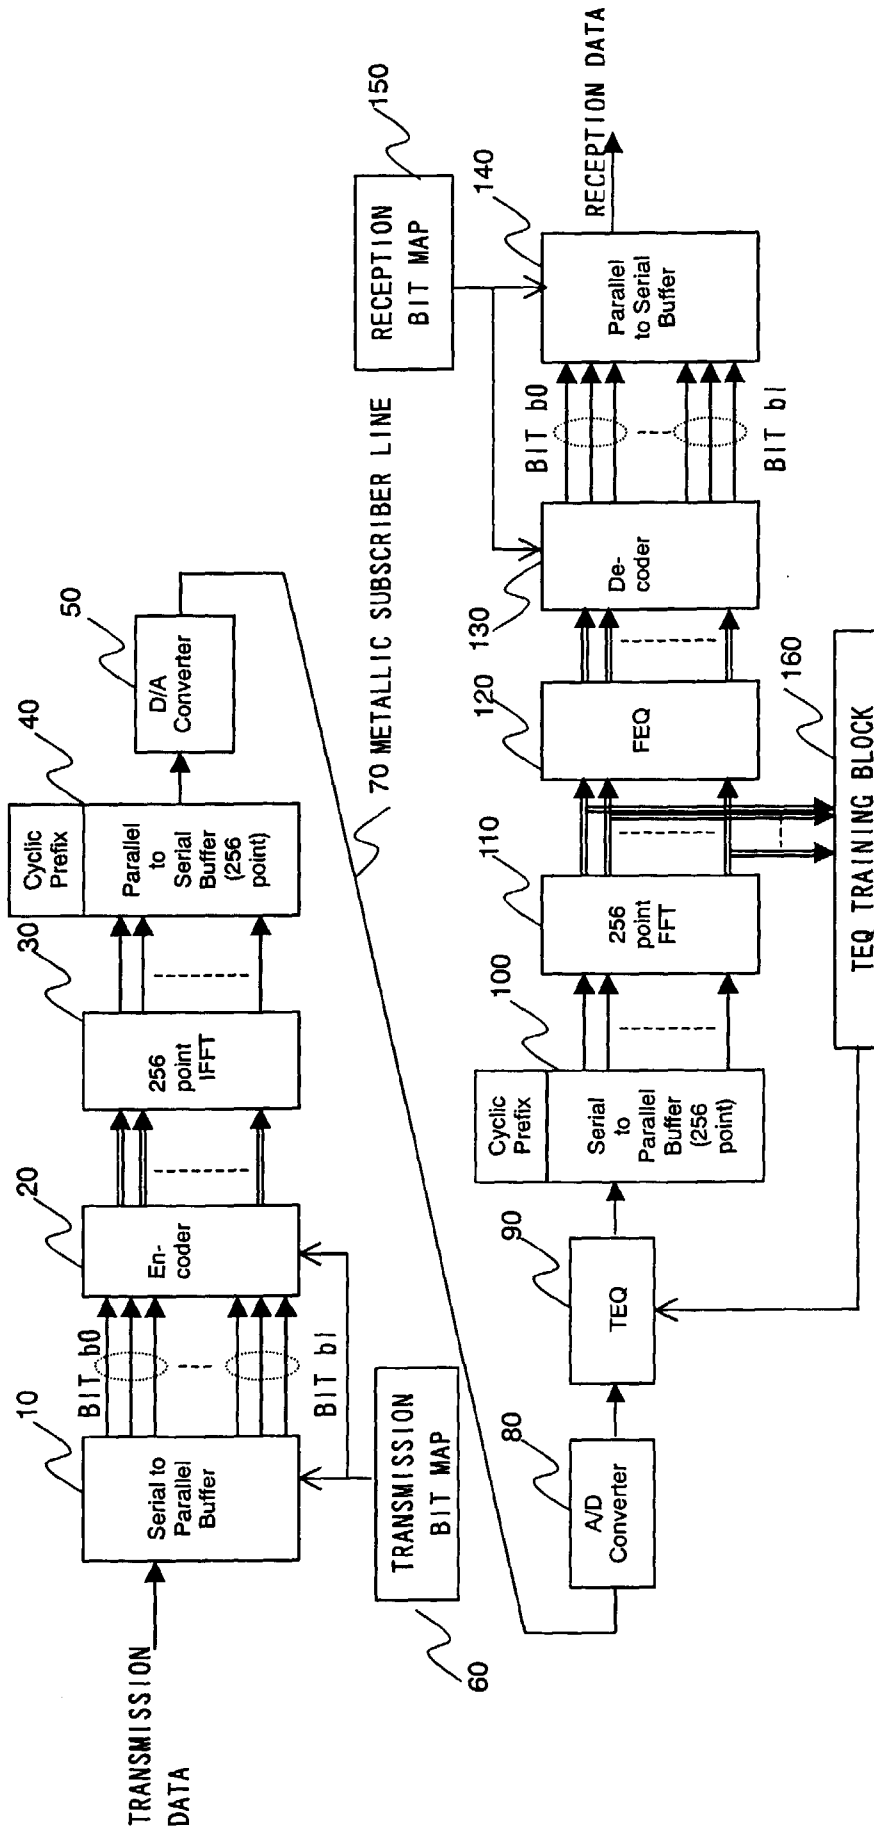 TRANSMISSION
DATA
10
Serial to
Parallel
Buffer
BIT b0
BIT bl
20
En-
coder
30
256
point
IFFT
40
Cyclic
Prefix
Parallel
to
Serial
Buffer
(256
point)
50
D/A
Converter
60
TRANSMISSION
BIT MAP
70 METALLIC SUBSCRIBER LINE
80
A/D
Converter
90
TEQ
100
Cyclic
Prefix
Serial
to
Parallel
Buffer
(256
point)
110
256
point
FFT
120
FEQ
130
De-
coder
BIT b0
BIT bl
140
Parallel
to Serial
Buffer
150
RECEPTION
BIT MAP
RECEPTION DATA
160
TEQ TRAINING BLOCK